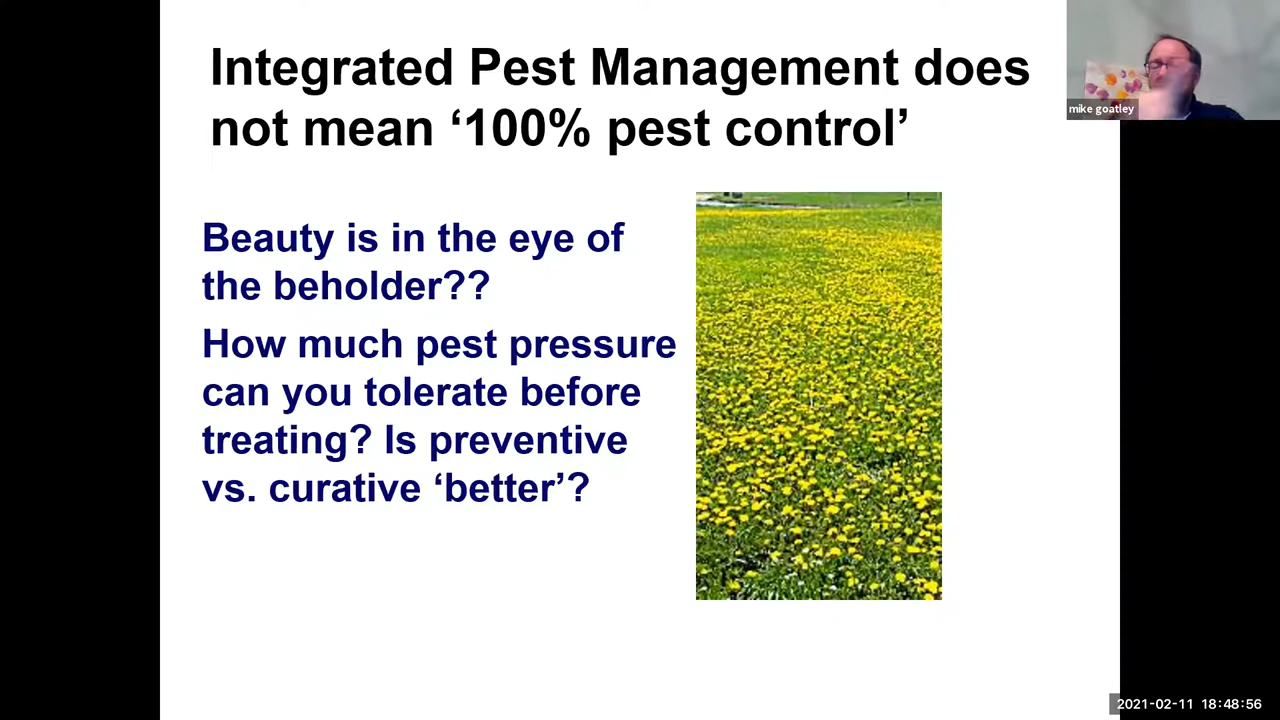 Integrated Pest Management does
not mean ‘100% pest control’
mike goatley
Beauty is in the eye of
the beholder??
How much pest pressure
can you tolerate before
treating? Is preventive
vs. curative ‘better’?
2021-02-11 18:48:56